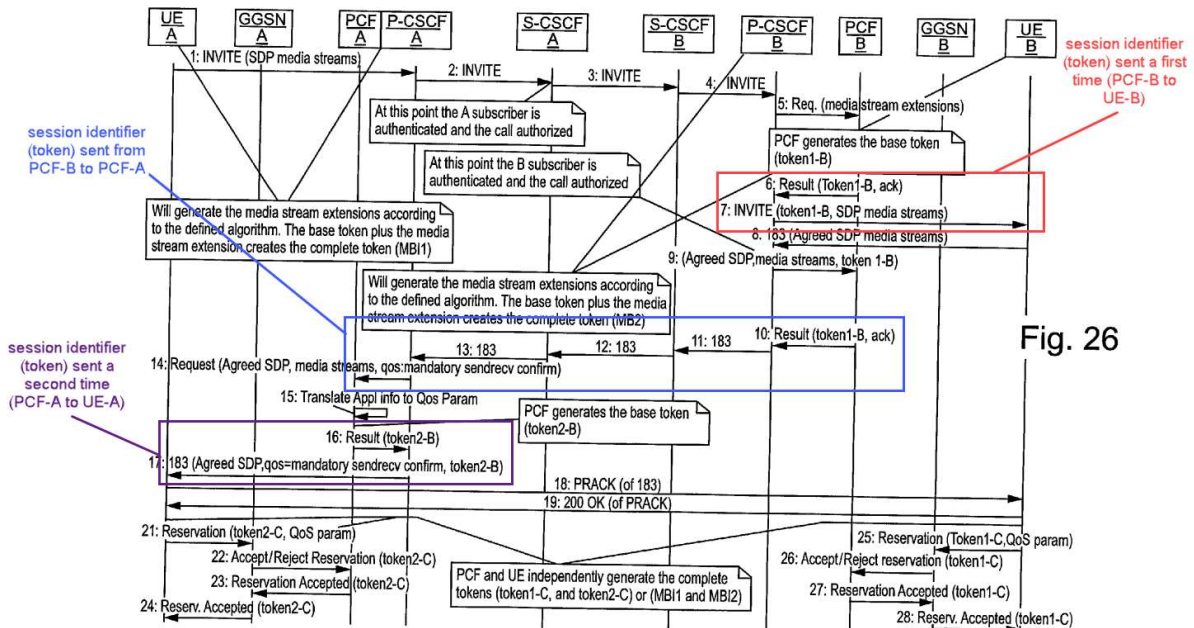 UE
A
GGSN
A
PCF
A
P-CSCF
A
S-CSCF
A
S-CSCF
B
P-CSCF
B
PCF
B
GGSN
B
UE
B
session identifier
(token) sent a first
time (PCF-B to
UE-B)
1: INVITE (SDP media streams)
2: INVITE
3: INVITE
4: INVITE
5: Req. (media stream extensions)
At this point the A subscriber is
authenticated and the call authorized
PCF generates the base token
(token1-B)
session identifier
(token) sent from
PCF-B to PCF-A
At this point the B subscriber is
authenticated and the call authorized
6: Result (Token1-B, ack)
7: INVITE (token1-B, SDP media streams)
Will generate the media stream extensions according
to the defined algorithm. The base token plus the media
stream extension creates the complete token (MBI1)
8: 183 (Agreed SDP media streams)
9: (Agreed SDP,media streams, token 1-B)
Will generate the media stream extensions according
to the defined algorithm. The base token plus the media
stream extension creates the complete token (MB2)
10: Result (token1-B, ack)
11: 183
12: 183
13: 183
Fig. 26
session identifier
(token) sent a
second time
(PCF-A to UE-A)
14: Request (Agreed SDP, media streams, qos:mandatory sendrecv confirm)
15: Translate Appl info to Qos Param
PCF generates the base token
(token2-B)
16: Result (token2-B)
17: 183 (Agreed SDP,qos=mandatory sendrecv confirm, token2-B)
18: PRACK (of 183)
19: 200 OK (of PRACK)
21: Reservation (token2-C, QoS param)
22: Accept/Reject Reservation (token2-C)
23: Reservation Accepted (token2-C)
24: Reserv. Accepted (token2-C)
PCF and UE independently generate the complete
tokens (token1-C, and token2-C) or (MBI1 and MBI2)
25: Reservation (Token1-C,QoS param)
26: Accept/Reject reservation (token1-C)
27: Reservation Accepted (token1-C)
28: Reserv. Accepted (token1-C)